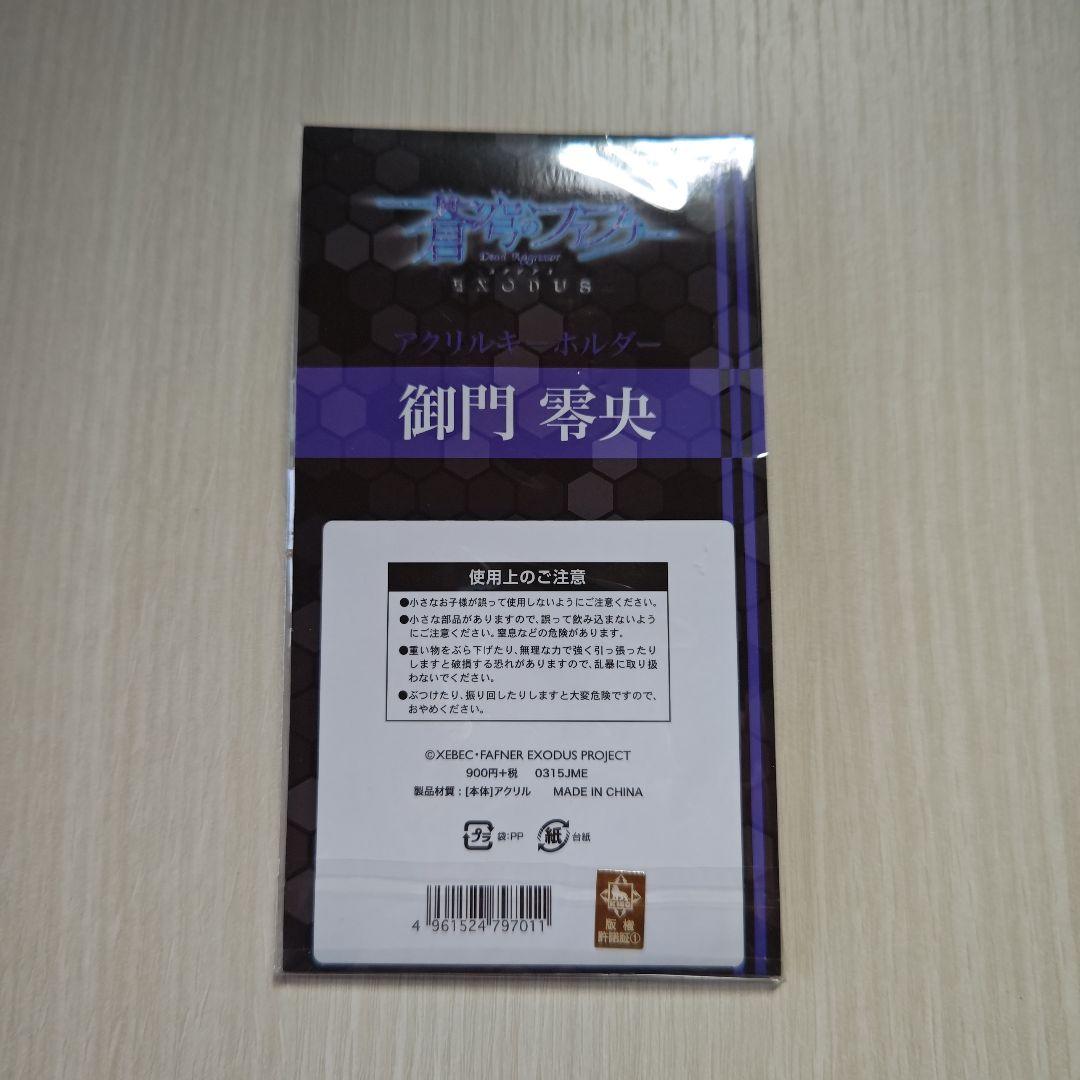 蒼穹のファフナー
Dead Aggressor
エグゾダス
EXODUS
アクリルキーホルダー
御門 零央
使用上のご注意
●小さなお子様が誤って使用しないようにご注意ください。
●小さな部品がありますので、誤って飲み込まないよう
にご注意ください。窒息などの危険があります。
●重い物をぶら下げたり、無理な力で強く引っ張ったり
しますと破損する恐れがありますので、乱暴に取り扱
わないでください。
●ぶつけたり、振り回したりしますと大変危険ですので、
おやめください。
©XEBEC・FAFNER EXODUS PROJECT
900円+税 0315JME
製品材質:[本体]アクリル MADE IN CHINA
プラ 袋:PP 紙 台紙
4 961524 797011
KING
版権
許諾証①